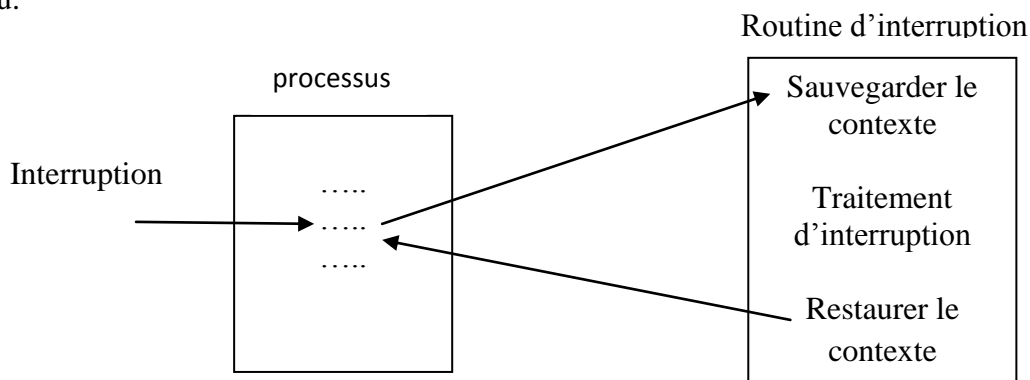 u.
Routine d’interruption
processus
Sauvegarder le
contexte
Interruption
…..
…..
…..
Traitement
d’interruption
Restaurer le
contexte